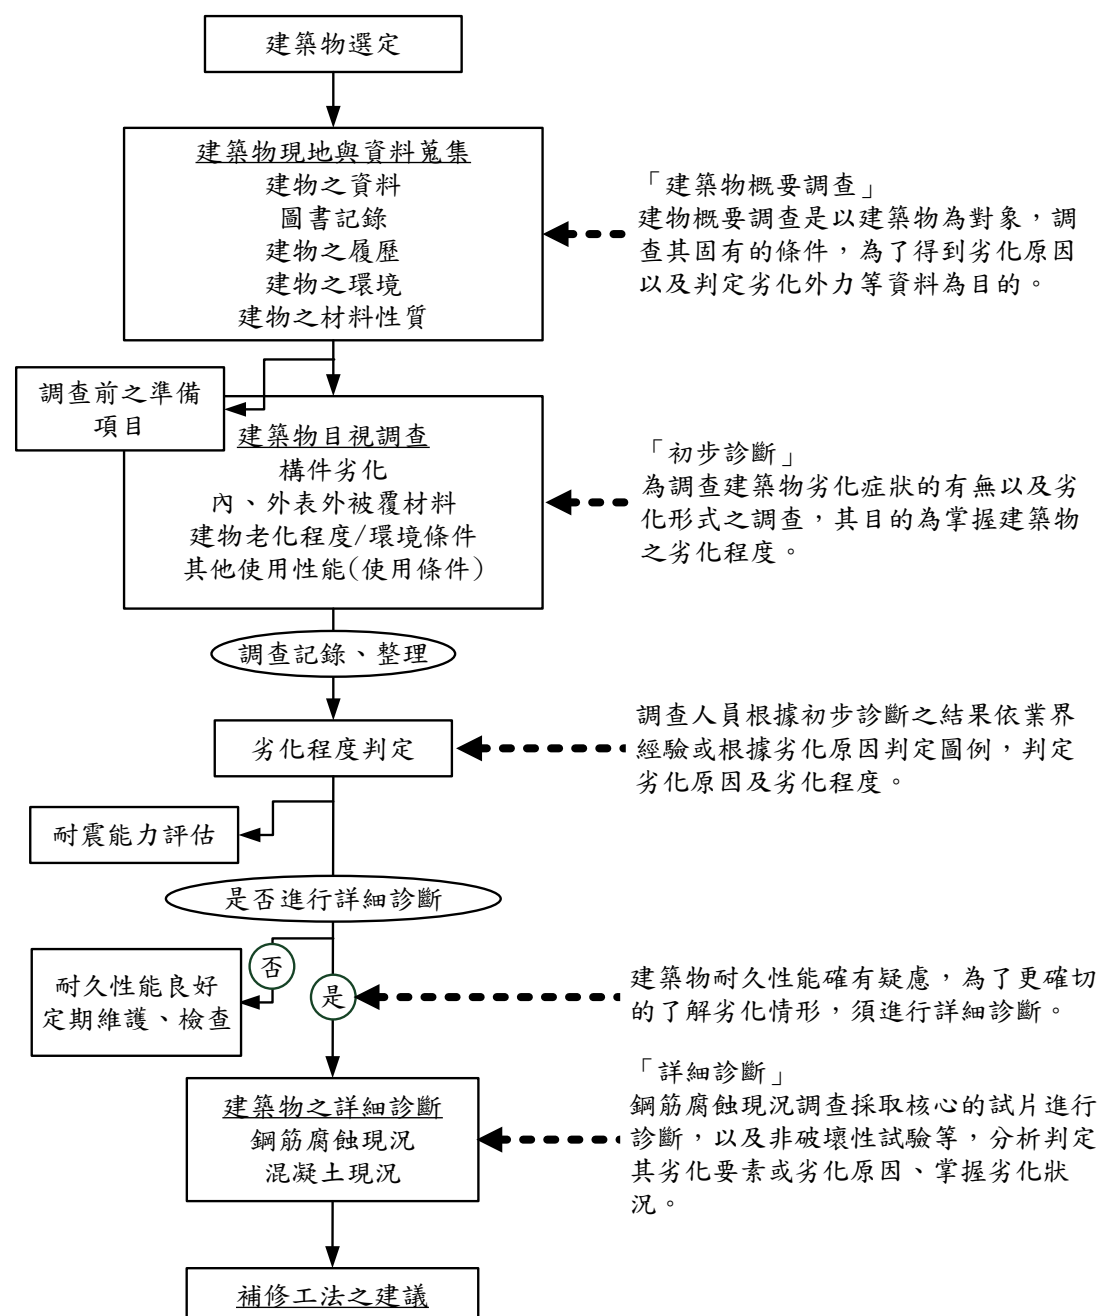 建築物選定
建築物現地與資料蒐集
建物之資料
圖書記錄
建物之履歷
建物之環境
建物之材料性質
「建築物概要調查」
建物概要調查是以建築物為對象，調
查其固有的條件，為了得到劣化原因
以及判定劣化外力等資料為目的。
調查前之準備
項目
建築物目視調查
構件劣化
內、外表外被覆材料
建物老化程度/環境條件
其他使用性能(使用條件)
「初步診斷」
為調查建築物劣化症狀的有無以及劣
化形式之調查，其目的為掌握建築物
之劣化程度。
調查記錄、整理
劣化程度判定
調查人員根據初步診斷之結果依業界
經驗或根據劣化原因判定圖例，判定
劣化原因及劣化程度。
耐震能力評估
是否進行詳細診斷
否
耐久性能良好
定期維護、檢查
是
建築物耐久性能確有疑慮，為了更確切
的了解劣化情形，須進行詳細診斷。
建築物之詳細診斷
鋼筋腐蝕現況
混凝土現況
「詳細診斷」
鋼筋腐蝕現況調查採取核心的試片進行
診斷，以及非破壞性試驗等，分析判定
其劣化要素或劣化原因、掌握劣化狀
況。
補修工法之建議